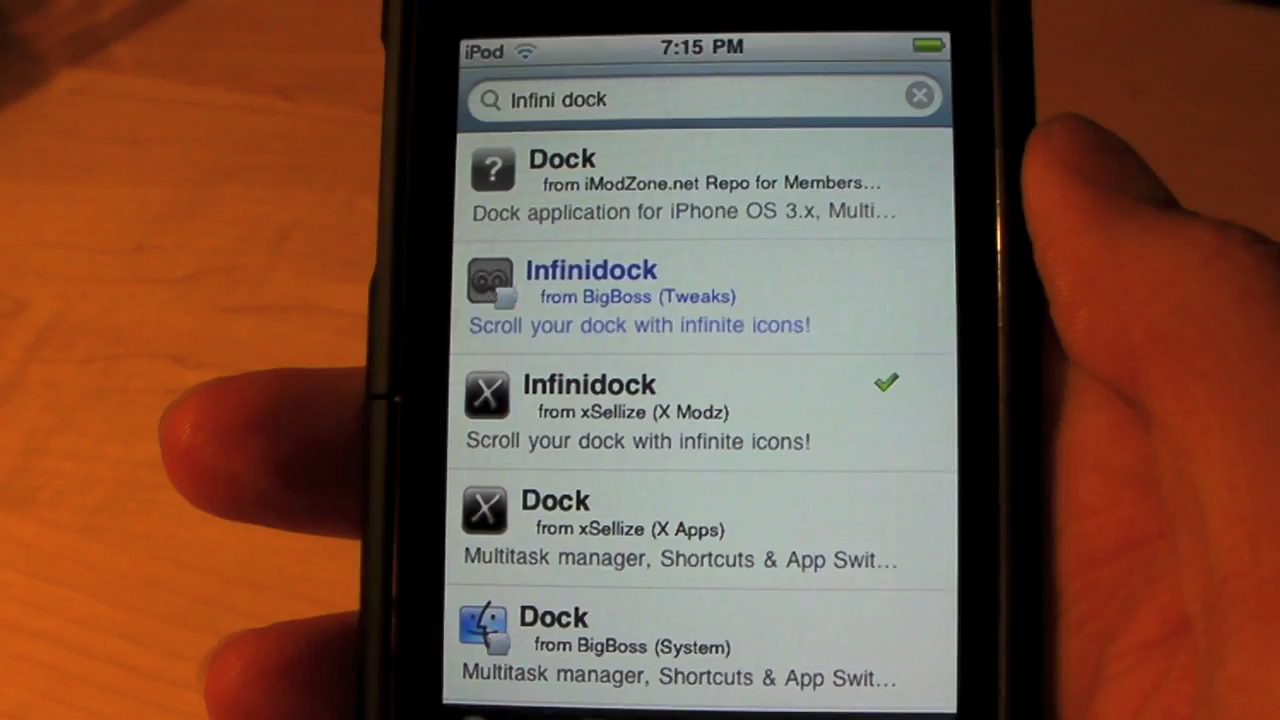 iPod 7:15 PM
Infini dock
?
Dock
from iModZone.net Repo for Members...
Dock application for iPhone OS 3.x, Multi...
Infinidock
from BigBoss (Tweaks)
Scroll your dock with infinite icons!
X
Infinidock
from xSellize (X Modz)
Scroll your dock with infinite icons!
X
Dock
from xSellize (X Apps)
Multitask manager, Shortcuts & App Swit...
Dock
from BigBoss (System)
Multitask manager, Shortcuts & App Swit...